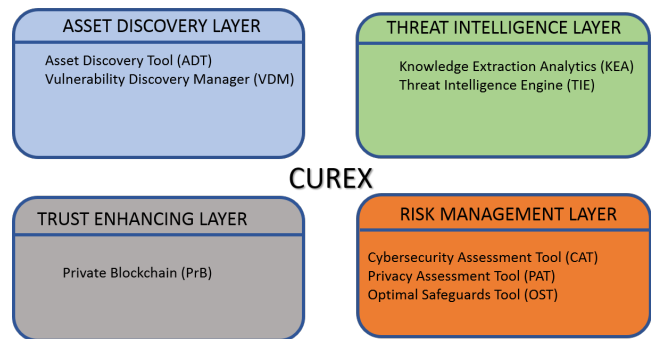 ASSET DISCOVERY LAYER
Asset Discovery Tool (ADT)
Vulnerability Discovery Manager (VDM)
THREAT INTELLIGENCE LAYER
Knowledge Extraction Analytics (KEA)
Threat Intelligence Engine (TIE)
CUREX
TRUST ENHANCING LAYER
Private Blockchain (PrB)
RISK MANAGEMENT LAYER
Cybersecurity Assessment Tool (CAT)
Privacy Assessment Tool (PAT)
Optimal Safeguards Tool (OST)